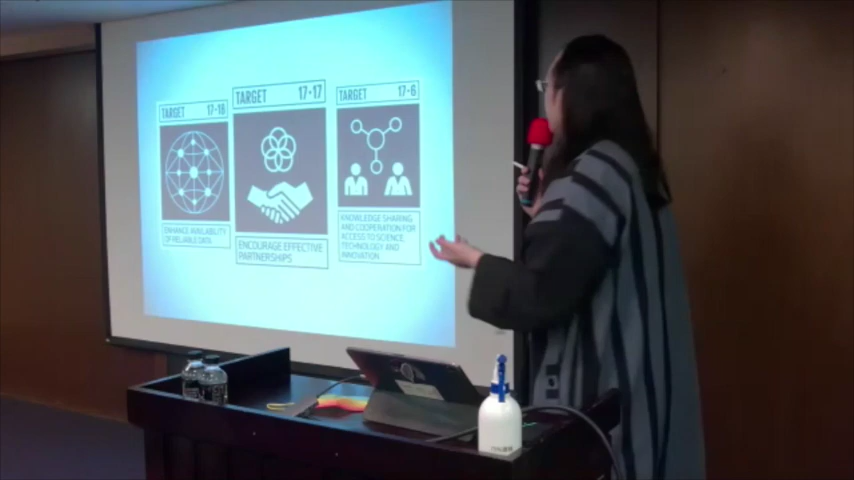 TARGET 17-18
ENHANCE AVAILABILITY
OF RELIABLE DATA
TARGET 17-17
ENCOURAGE EFFECTIVE
PARTNERSHIPS
TARGET 17-6
KNOWLEDGE SHARING
AND COOPERATION FOR
ACCESS TO SCIENCE,
TECHNOLOGY AND
INNOVATION